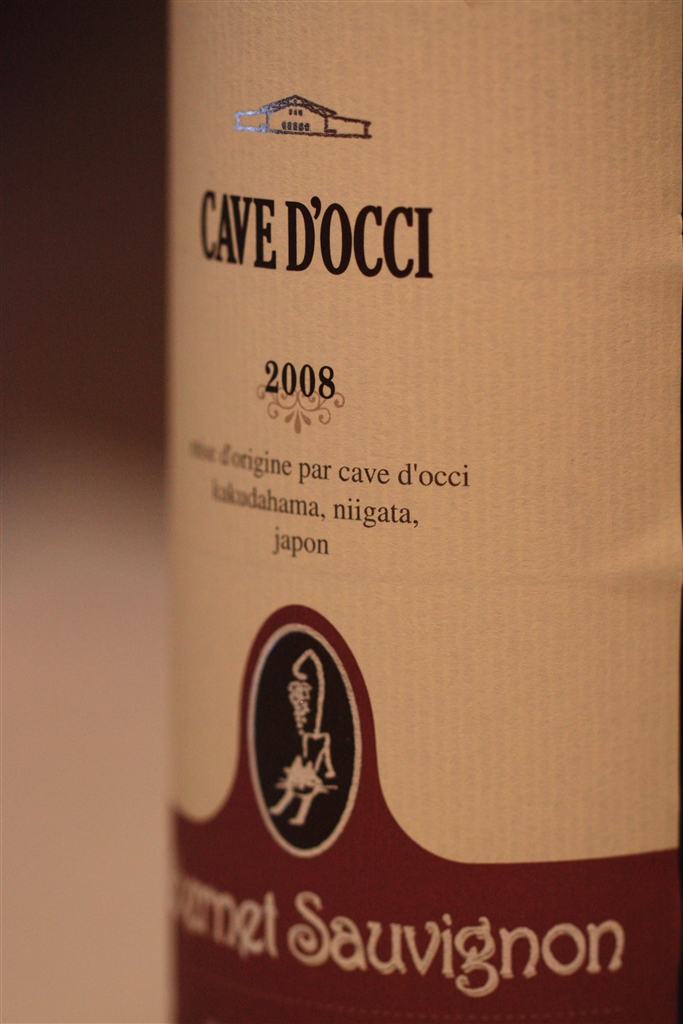 CAVE D'OCCI
2008
d'origine par cave d'occi
kakudahama, niigata,
japon
Sauvignon